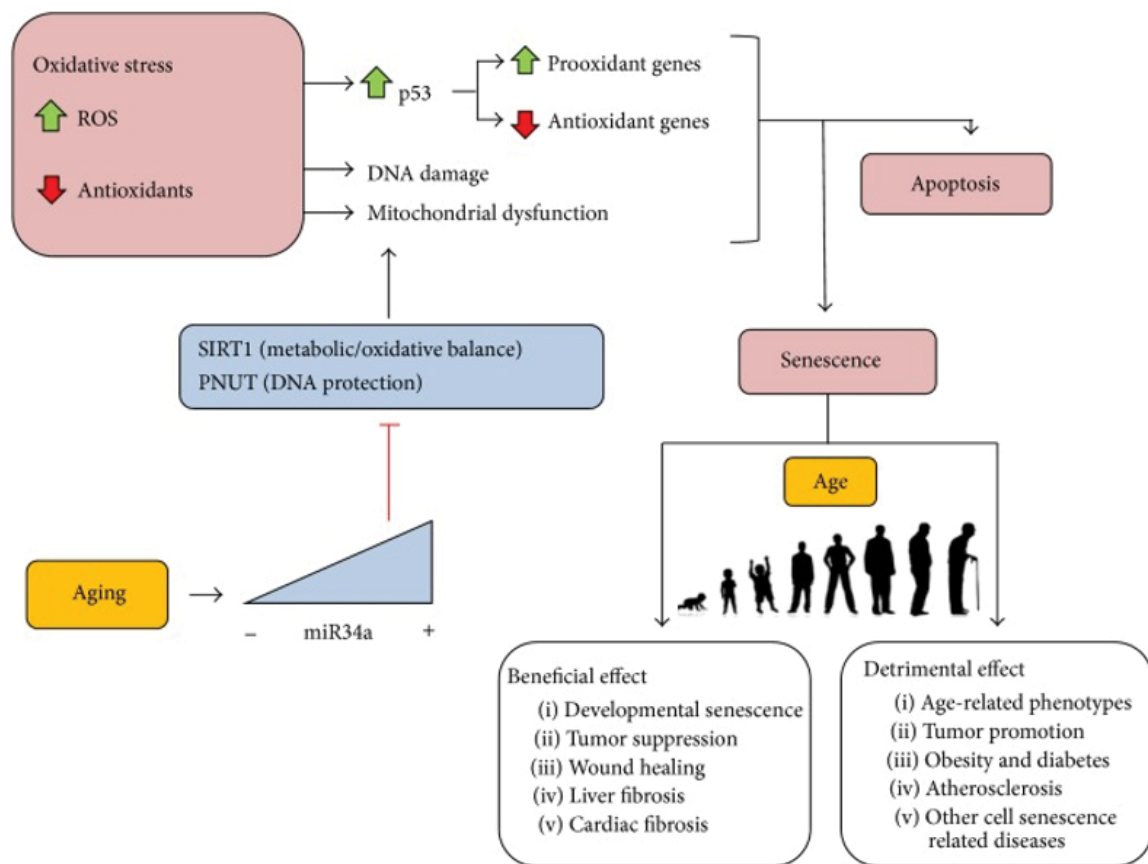 Oxidative stress
ROS
Antioxidants
p53
Prooxidant genes
Antioxidant genes
DNA damage
Mitochondrial dysfunction
Apoptosis
SIRT1 (metabolic/oxidative balance)
PNUT (DNA protection)
Senescence
Age
Aging
– miR34a +
Beneficial effect
(i) Developmental senescence
(ii) Tumor suppression
(iii) Wound healing
(iv) Liver fibrosis
(v) Cardiac fibrosis
Detrimental effect
(i) Age-related phenotypes
(ii) Tumor promotion
(iii) Obesity and diabetes
(iv) Atherosclerosis
(v) Other cell senescence
related diseases